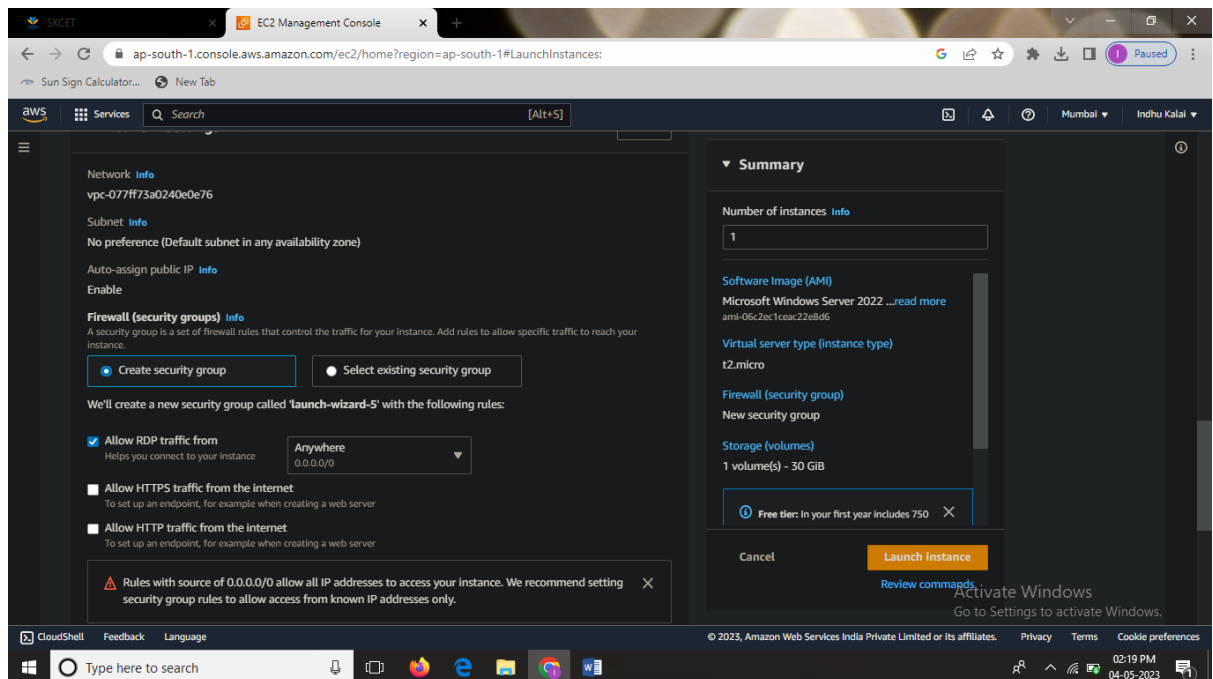 SKCET
EC2 Management Console
ap-south-1.console.aws.amazon.com/ec2/home?region=ap-south-1#LaunchInstances:
Paused
Sun Sign Calculator...
New Tab
aws
Services
Search
[Alt+S]
Mumbai
Indhu Kalai
Network Info
vpc-077ff73a0240e0e76
Subnet Info
No preference (Default subnet in any availability zone)
Auto-assign public IP Info
Enable
Firewall (security groups) Info
A security group is a set of firewall rules that control the traffic for your instance. Add rules to allow specific traffic to reach your
instance.
Create security group
Select existing security group
We'll create a new security group called 'launch-wizard-5' with the following rules:
Allow RDP traffic from
Helps you connect to your instance
Anywhere
0.0.0.0/0
Allow HTTPS traffic from the internet
To set up an endpoint, for example when creating a web server
Allow HTTP traffic from the internet
To set up an endpoint, for example when creating a web server
Rules with source of 0.0.0.0/0 allow all IP addresses to access your instance. We recommend setting
security group rules to allow access from known IP addresses only.
Summary
Number of instances Info
1
Software Image (AMI)
Microsoft Windows Server 2022 ...read more
ami-06c2ec1ceac22e8d6
Virtual server type (instance type)
t2.micro
Firewall (security group)
New security group
Storage (volumes)
1 volume(s) - 30 GiB
Free tier: In your first year includes 750
Cancel
Launch instance
Review commands
Activate Windows
Go to Settings to activate Windows.
CloudShell
Feedback
Language
© 2023, Amazon Web Services India Private Limited or its affiliates.
Privacy
Terms
Cookie preferences
Type here to search
02:19 PM
04-05-2023